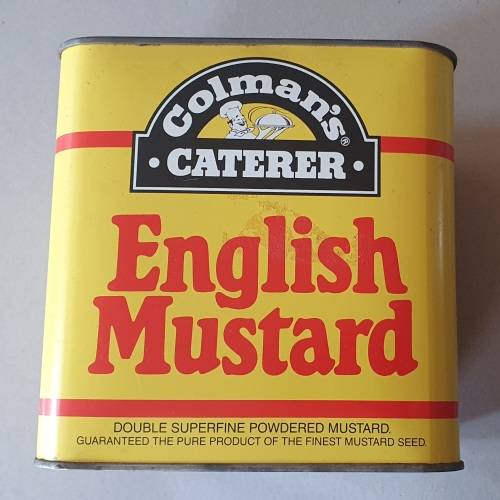 Colman's®
• CATERER •
English
Mustard
DOUBLE SUPERFINE POWDERED MUSTARD.
GUARANTEED THE PURE PRODUCT OF THE FINEST MUSTARD SEED.